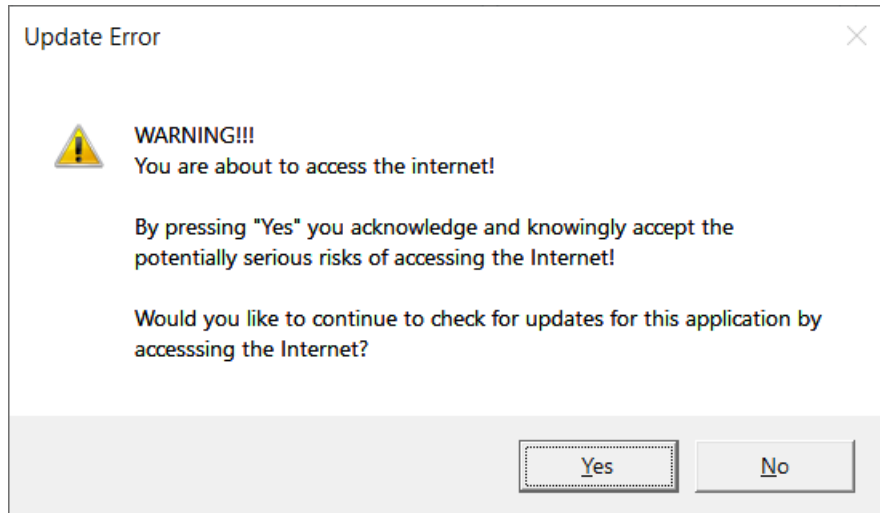 Update Error
WARNING!!!
You are about to access the internet!
By pressing "Yes" you acknowledge and knowingly accept the
potentially serious risks of accessing the Internet!
Would you like to continue to check for updates for this application by
accesssing the Internet?
Yes
No